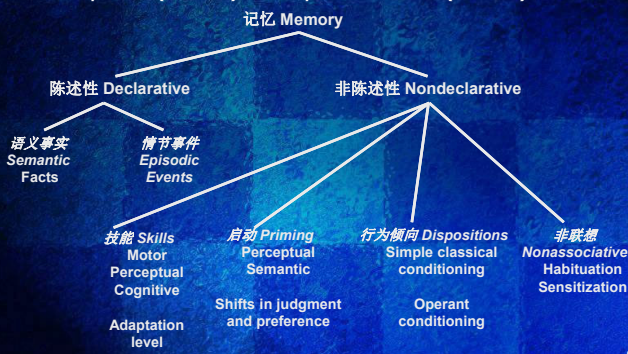 记忆 Memory
陈述性 Declarative
非陈述性 Nondeclarative
语义事实
Semantic
Facts
情节事件
Episodic
Events
技能 Skills
Motor
Perceptual
Cognitive
Adaptation
level
启动 Priming
Perceptual
Semantic
Shifts in judgment
and preference
行为倾向 Dispositions
Simple classical
conditioning
Operant
conditioning
非联想
Nonassociative
Habituation
Sensitization